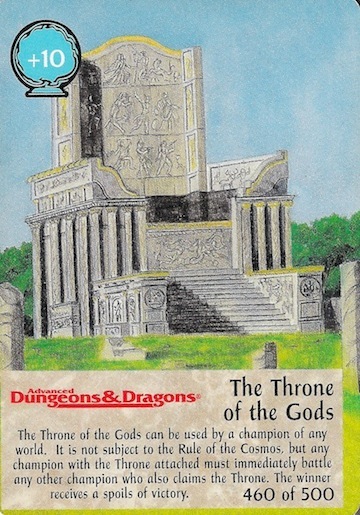 +10
Advanced
Dungeons & Dragons®
The Throne
of the Gods
The Throne of the Gods can be used by a champion of any
world. It is not subject to the Rule of the Cosmos, but any
champion with the Throne attached must immediately battle
any other champion who also claims the Throne. The winner
receives a spoils of victory.
460 of 500